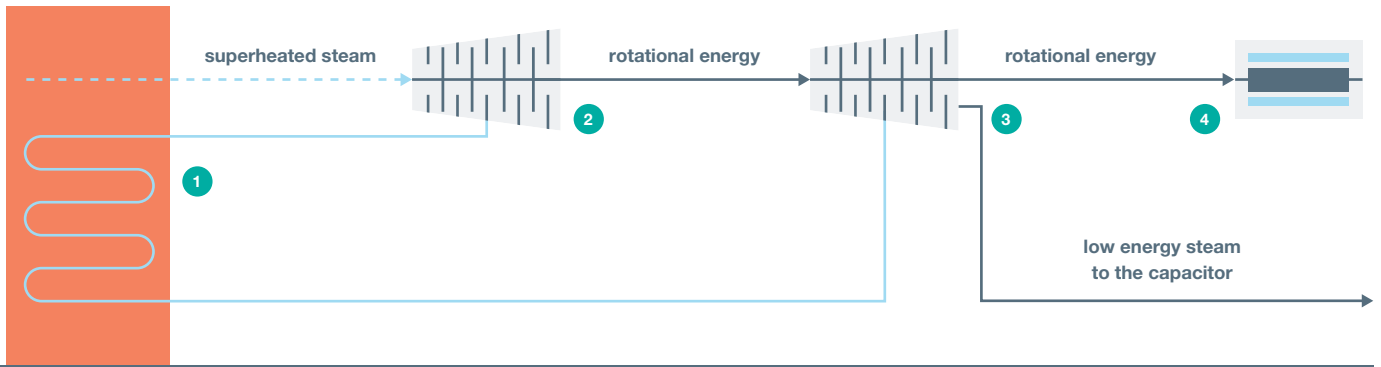 superheated steam
rotational energy
rotational energy
2
3
4
1
low energy steam
to the capacitor